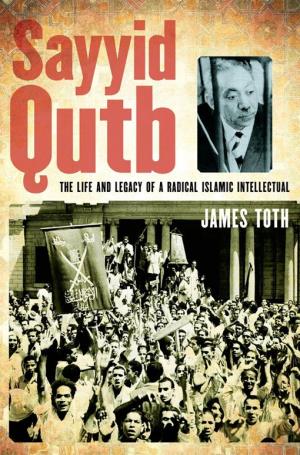 Sayyid
Qutb
THE LIFE AND LEGACY OF A RADICAL ISLAMIC INTELLECTUAL
JAMES TOTH